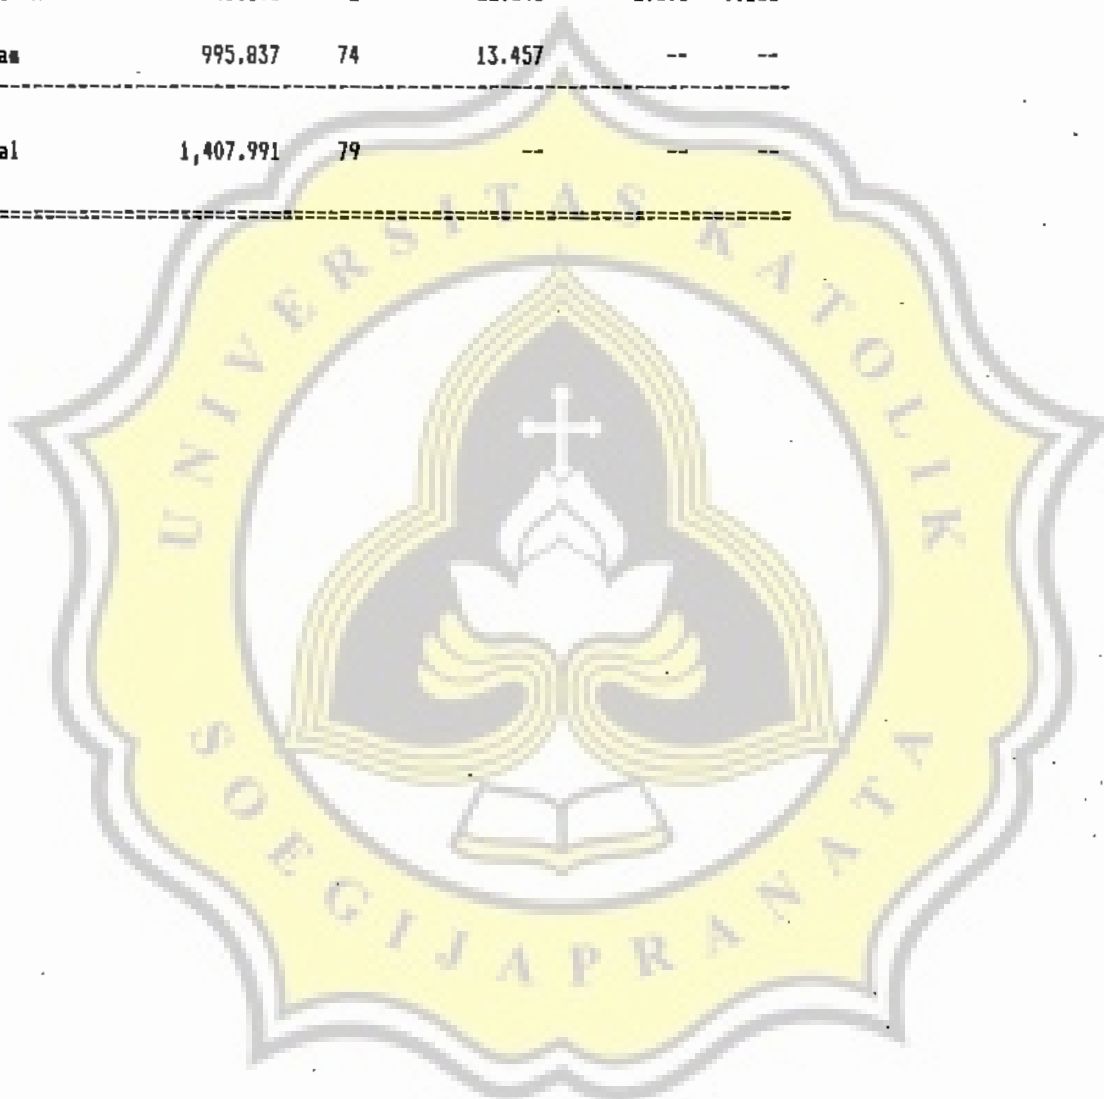 am 995.837 74 13.457 -- --
al 1,407.991 79 -- -- --
UNIVERSITAS KATOLIK
SOEGIJAPRANATA